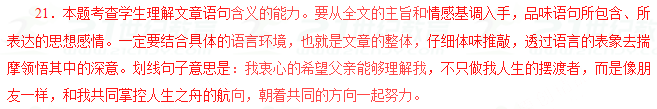 21．本题考查学生理解文章语句含义的能力。要从全文的主旨和情感基调入手，品味语句所包含、所
表达的思想感情。一定要结合具体的语言环境，也就是文章的整体，仔细体味推敲，透过语言的表象去揣
摩领悟其中的深意。划线句子意思是：我衷心的希望父亲能够理解我，不只做我人生的摆渡者，而是像朋
友一样，和我共同掌控人生之舟的航向，朝着共同的方向一起努力。